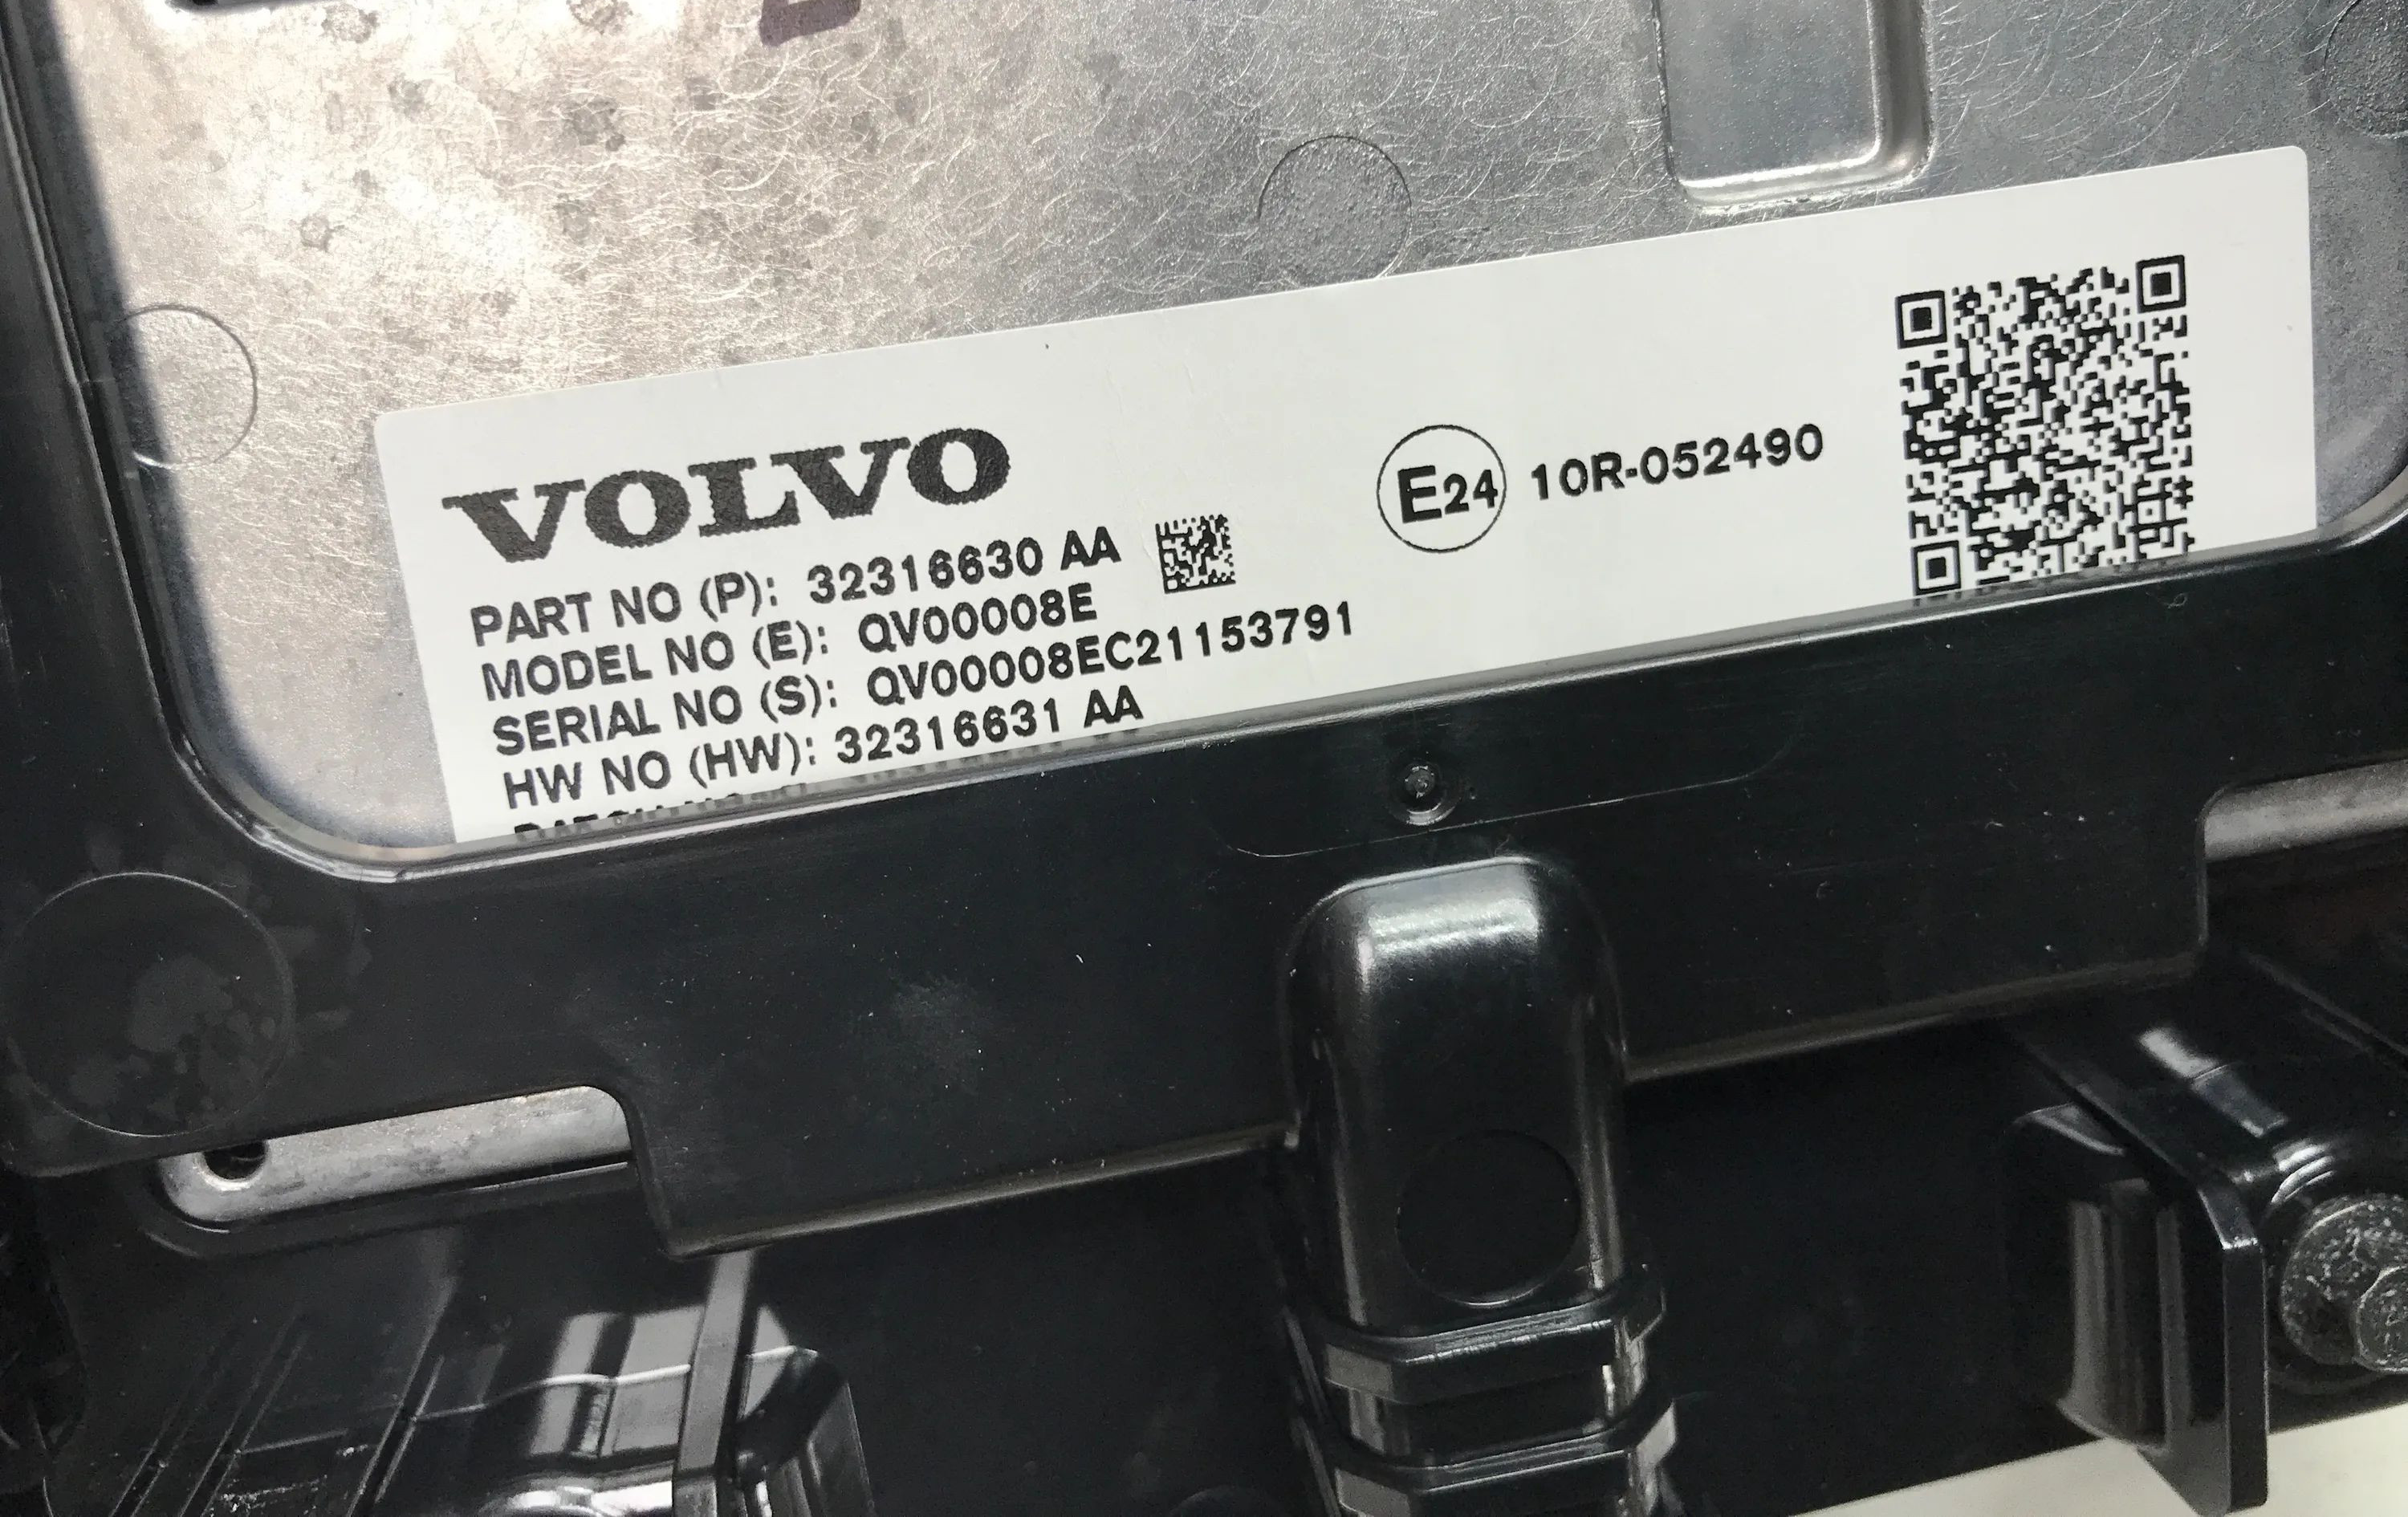 VOLVO
PART NO (P): 32316630 AA
MODEL NO (E): QV00008E
SERIAL NO (S): QV00008EC21153791
HW NO (HW): 32316631 AA
E24 10R-052490